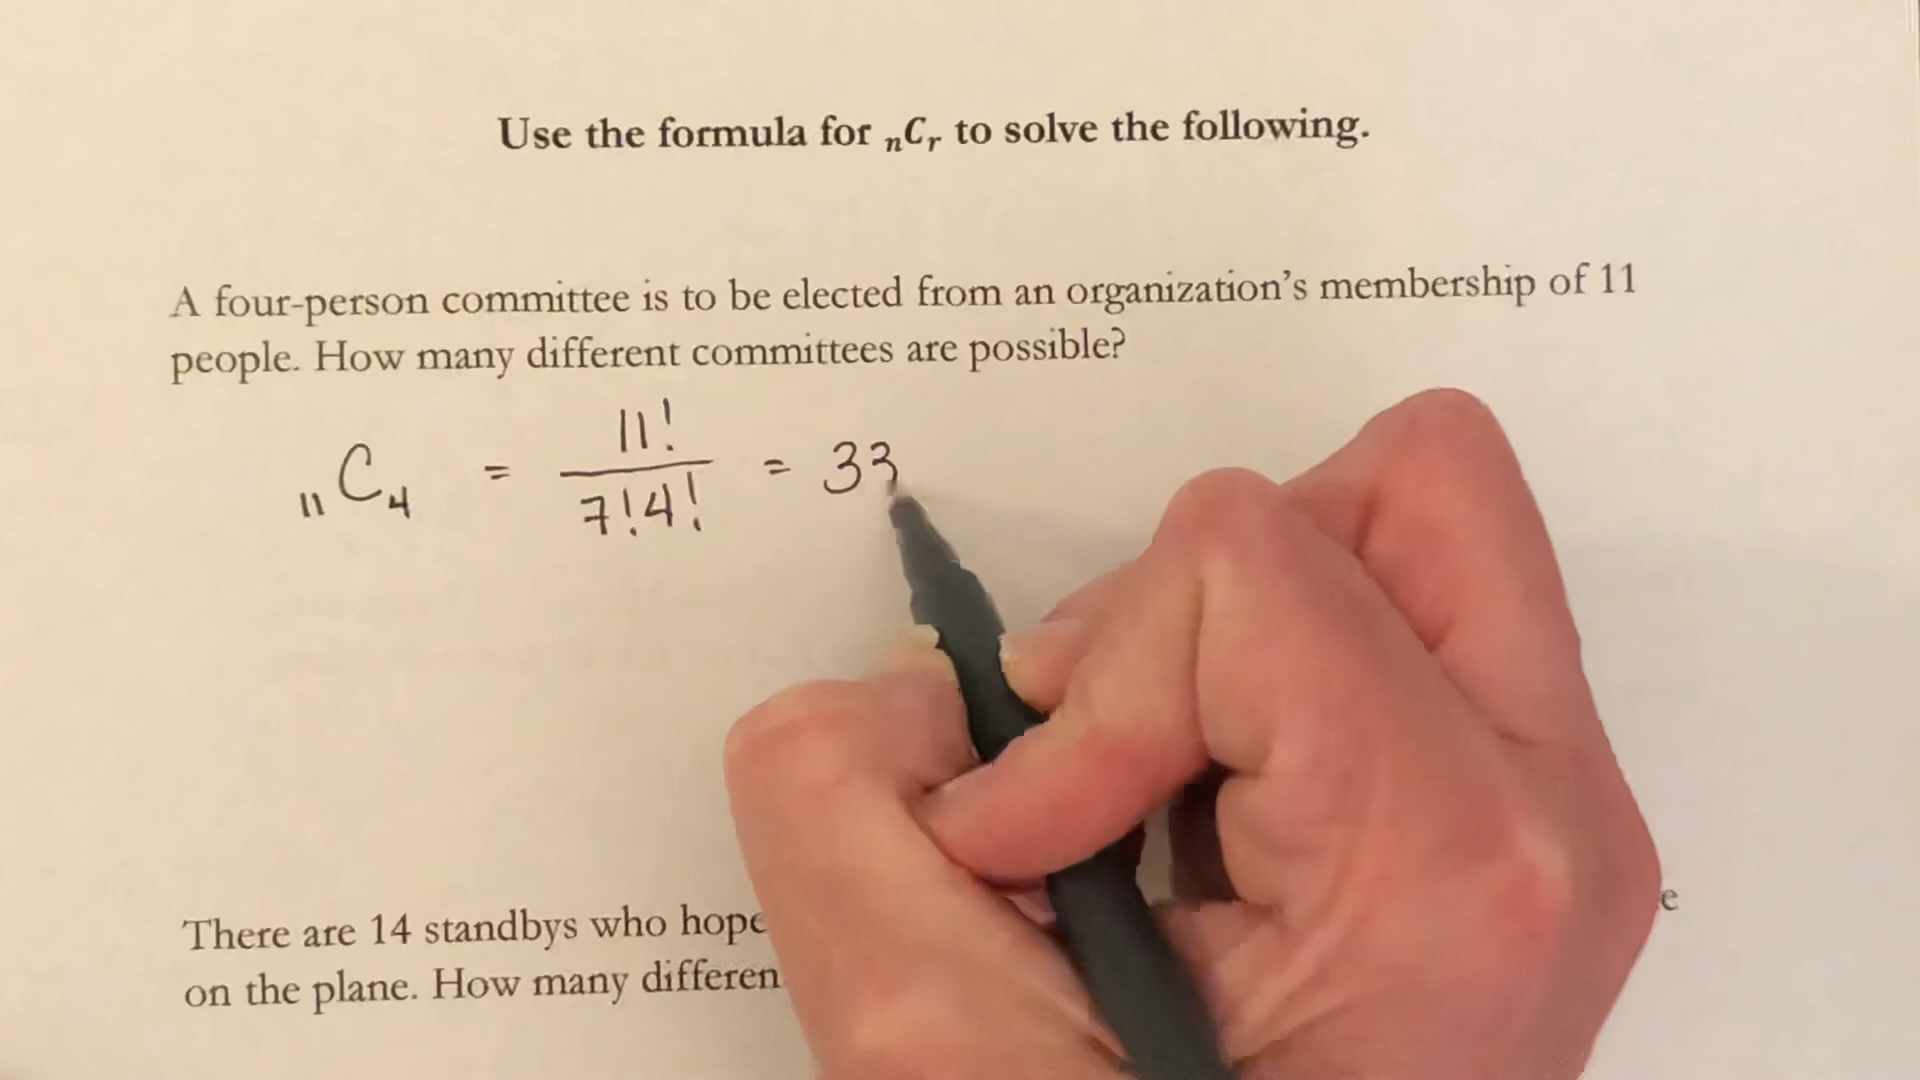 Use the formula for nCr to solve the following.
A four-person committee is to be elected from an organization's membership of 11
people. How many different committees are possible?
11C4 = 11!/7!4! = 33
There are 14 standbys who hope e
on the plane. How many differen